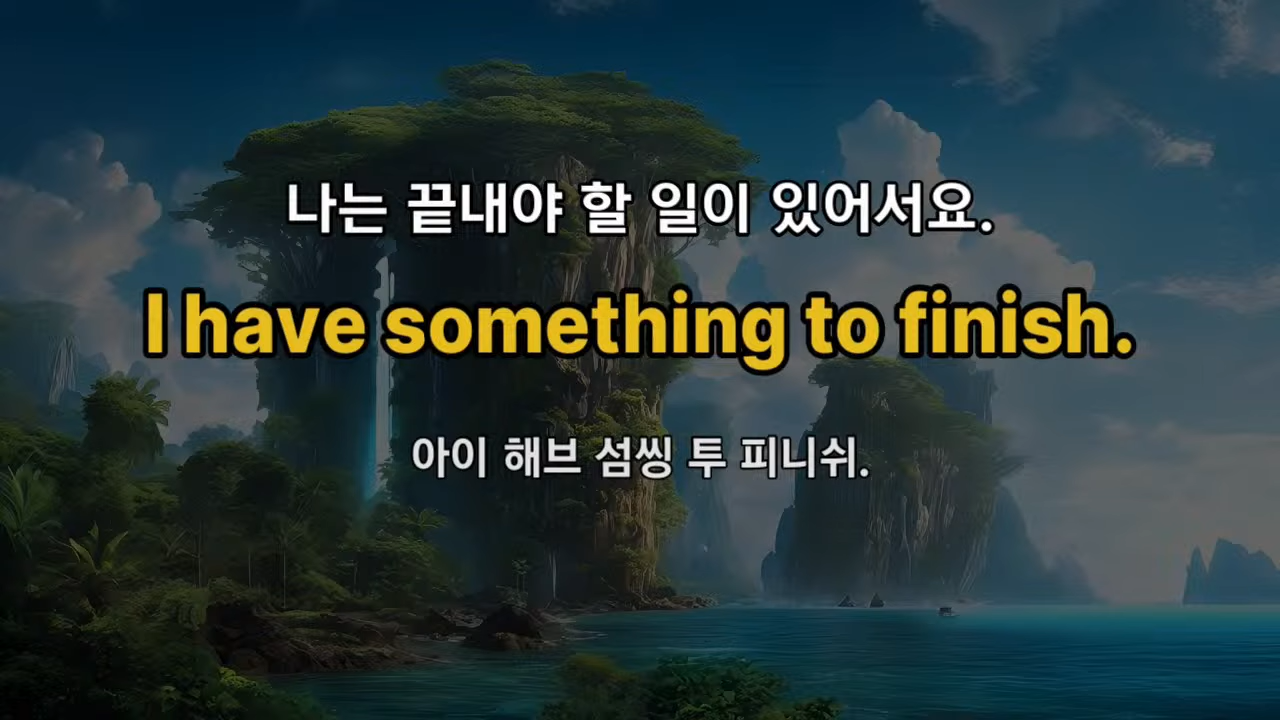 나는 끝내야 할 일이 있어서요.
I have something to finish.
아이 해브 섬씽 투 피니쉬.